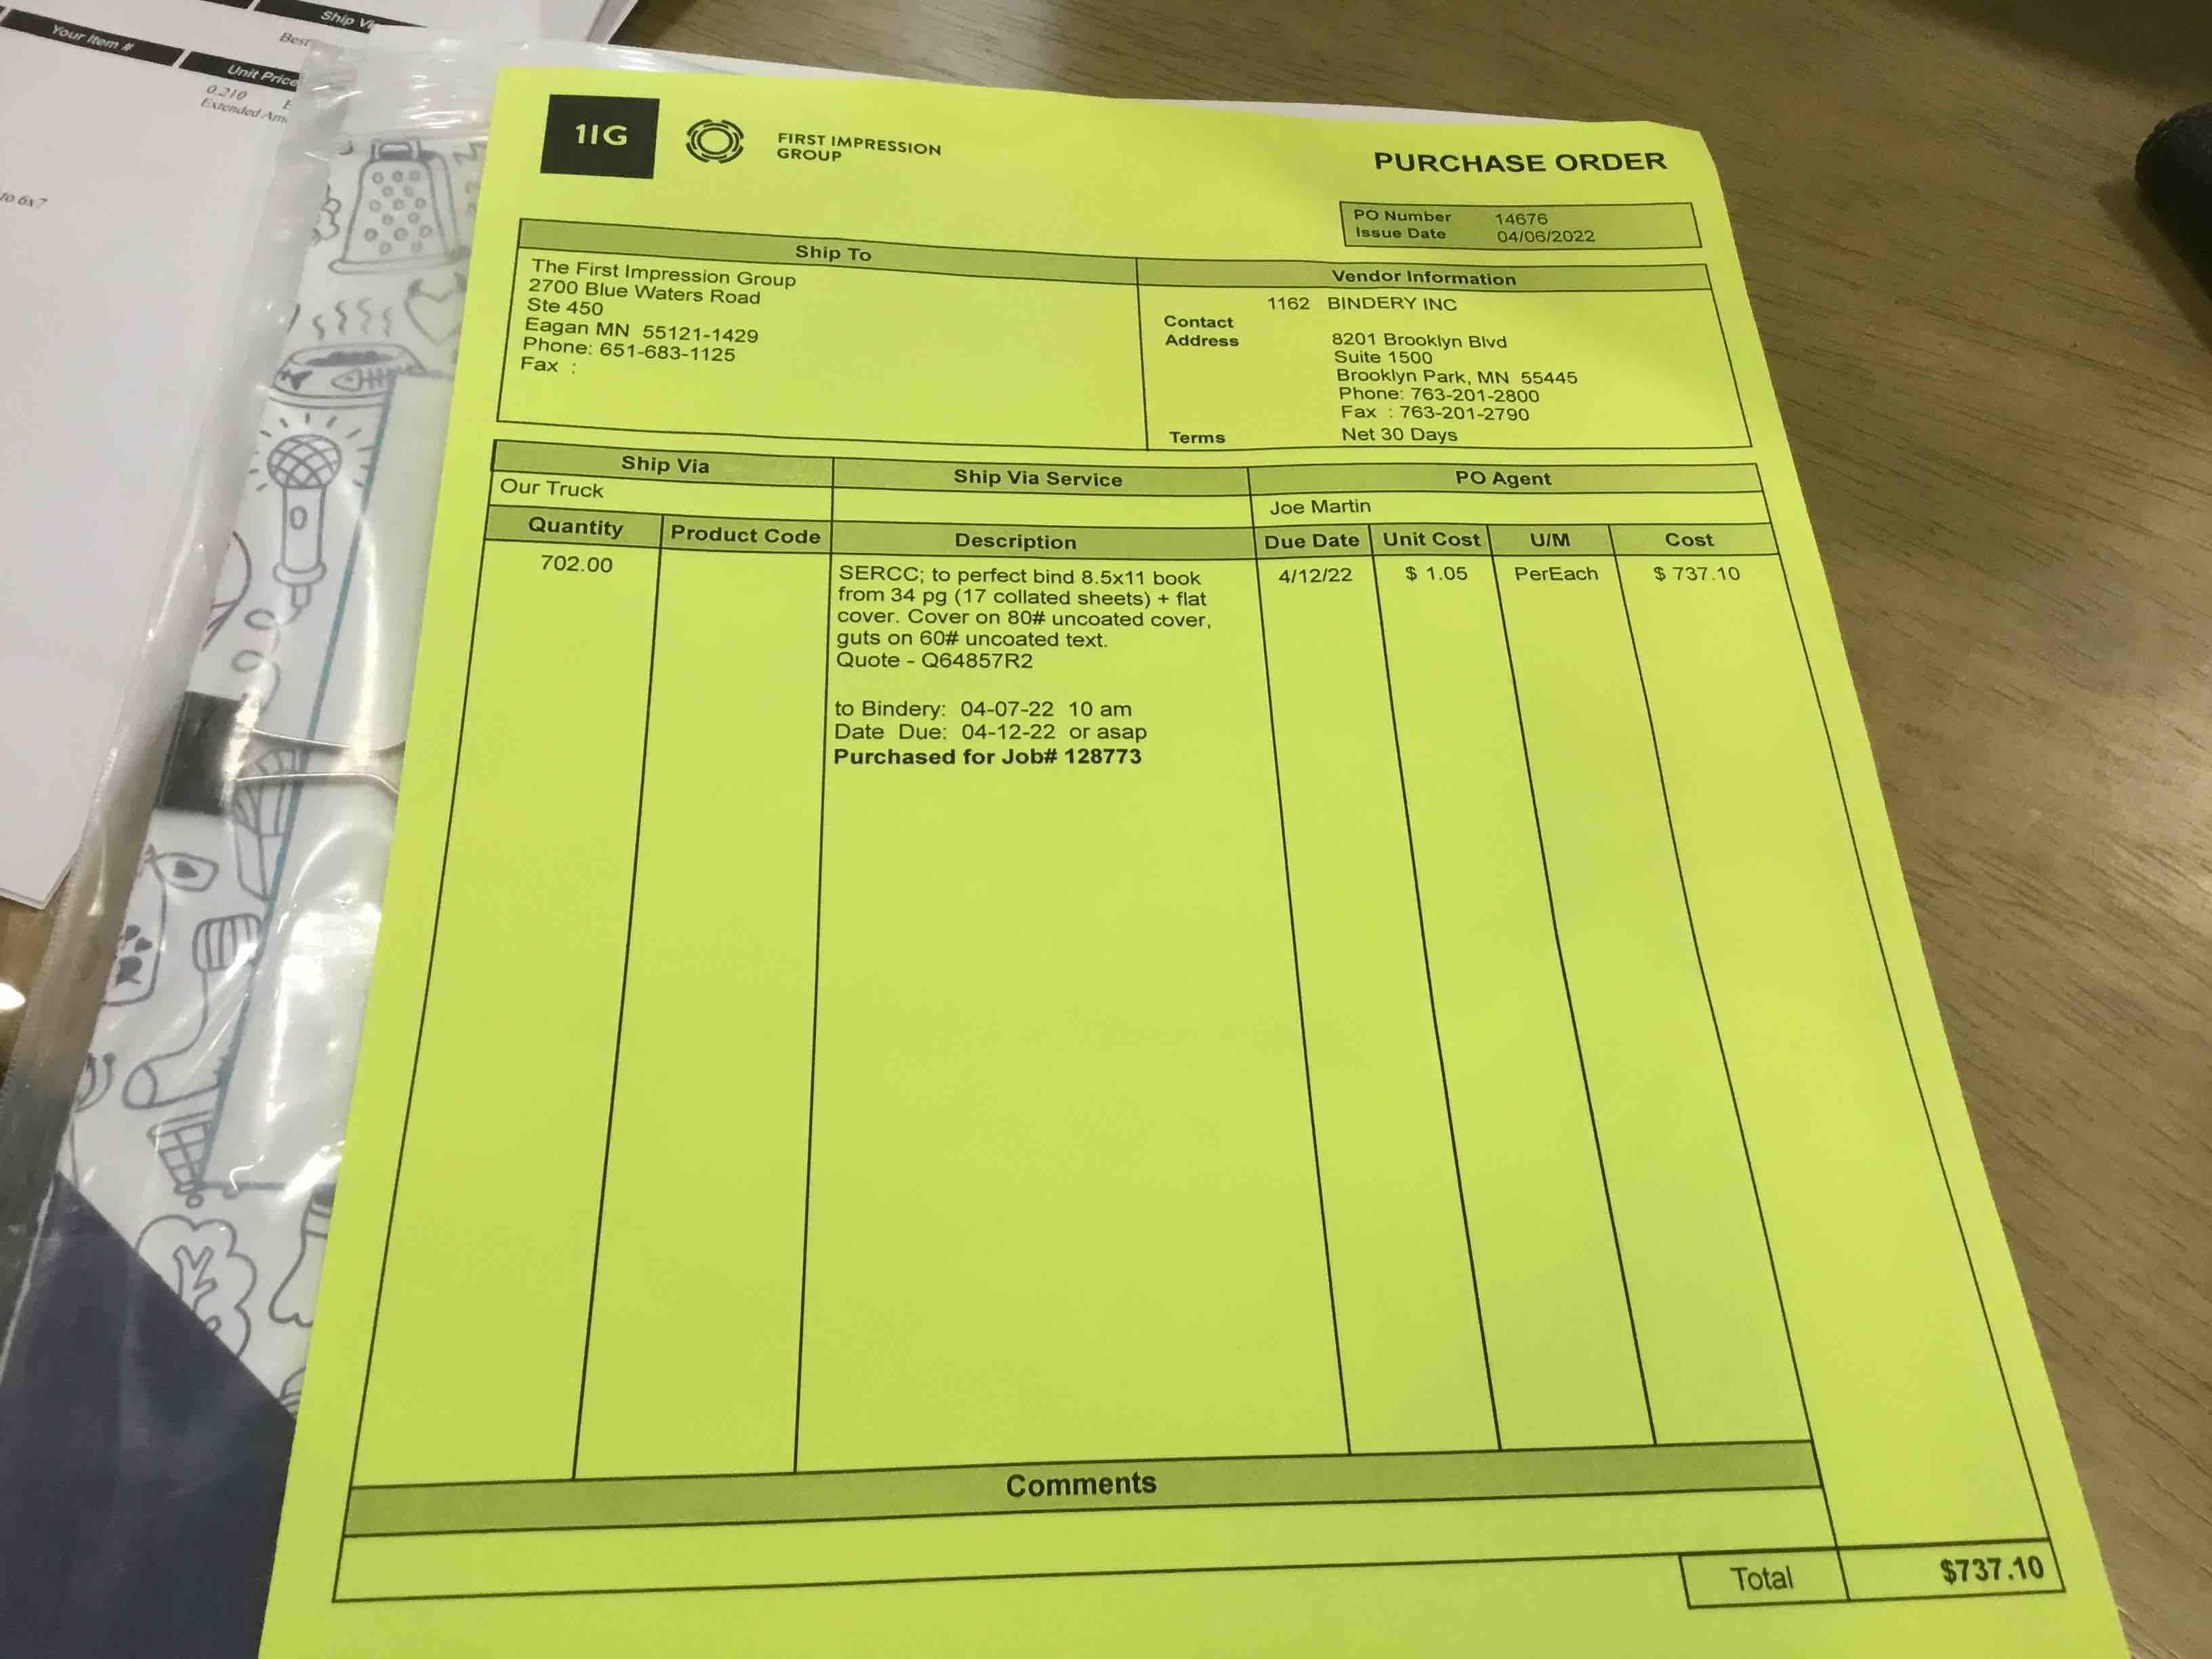 Ship Vi
Best
Your Item #
Unit Price
0.210 E
Extended Am
to 6x7
1IG
FIRST IMPRESSION
GROUP
PURCHASE ORDER
PO Number 14676
Issue Date 04/06/2022
Ship To
The First Impression Group
2700 Blue Waters Road
Ste 450
Eagan MN 55121-1429
Phone: 651-683-1125
Fax :
Vendor Information
1162 BINDERY INC
Contact
Address 8201 Brooklyn Blvd
Suite 1500
Brooklyn Park, MN 55445
Phone: 763-201-2800
Fax : 763-201-2790
Terms Net 30 Days
Ship Via Ship Via Service PO Agent
Our Truck Joe Martin
Quantity Product Code Description Due Date Unit Cost U/M Cost
702.00 SERCC; to perfect bind 8.5x11 book 4/12/22 $ 1.05 PerEach $ 737.10
from 34 pg (17 collated sheets) + flat
cover. Cover on 80# uncoated cover,
guts on 60# uncoated text.
Quote - Q64857R2
to Bindery: 04-07-22 10 am
Date Due: 04-12-22 or asap
Purchased for Job# 128773
Comments
Total $737.10